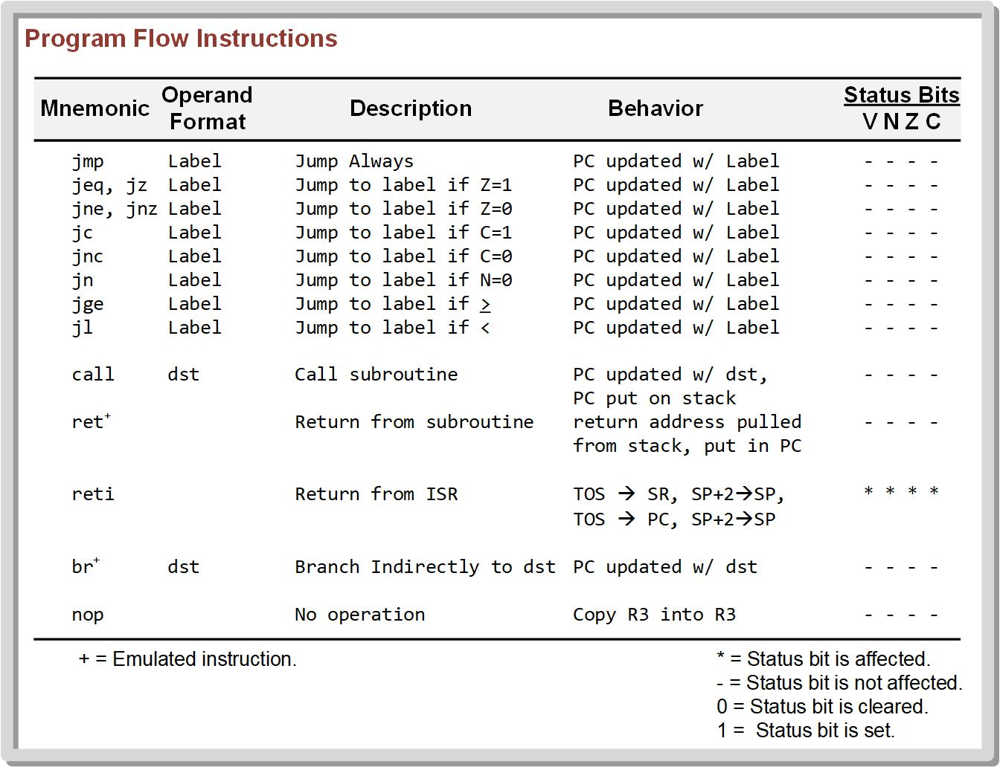 Program Flow Instructions
Mnemonic Operand Format Description Behavior Status Bits
V N Z C
jmp Label Jump Always PC updated w/ Label - - - -
jeq, jz Label Jump to label if Z=1 PC updated w/ Label - - - -
jne, jnz Label Jump to label if Z=0 PC updated w/ Label - - - -
jc Label Jump to label if C=1 PC updated w/ Label - - - -
jnc Label Jump to label if C=0 PC updated w/ Label - - - -
jn Label Jump to label if N=0 PC updated w/ Label - - - -
jge Label Jump to label if ≥ PC updated w/ Label - - - -
jl Label Jump to label if < PC updated w/ Label - - - -
call dst Call subroutine PC updated w/ dst, - - - -
PC put on stack
ret+ Return from subroutine return address pulled - - - -
from stack, put in PC
reti Return from ISR TOS → SR, SP+2→SP, * * * *
TOS → PC, SP+2→SP
br+ dst Branch Indirectly to dst PC updated w/ dst - - - -
nop No operation Copy R3 into R3 - - - -
+ = Emulated instruction.
* = Status bit is affected.
- = Status bit is not affected.
0 = Status bit is cleared.
1 = Status bit is set.